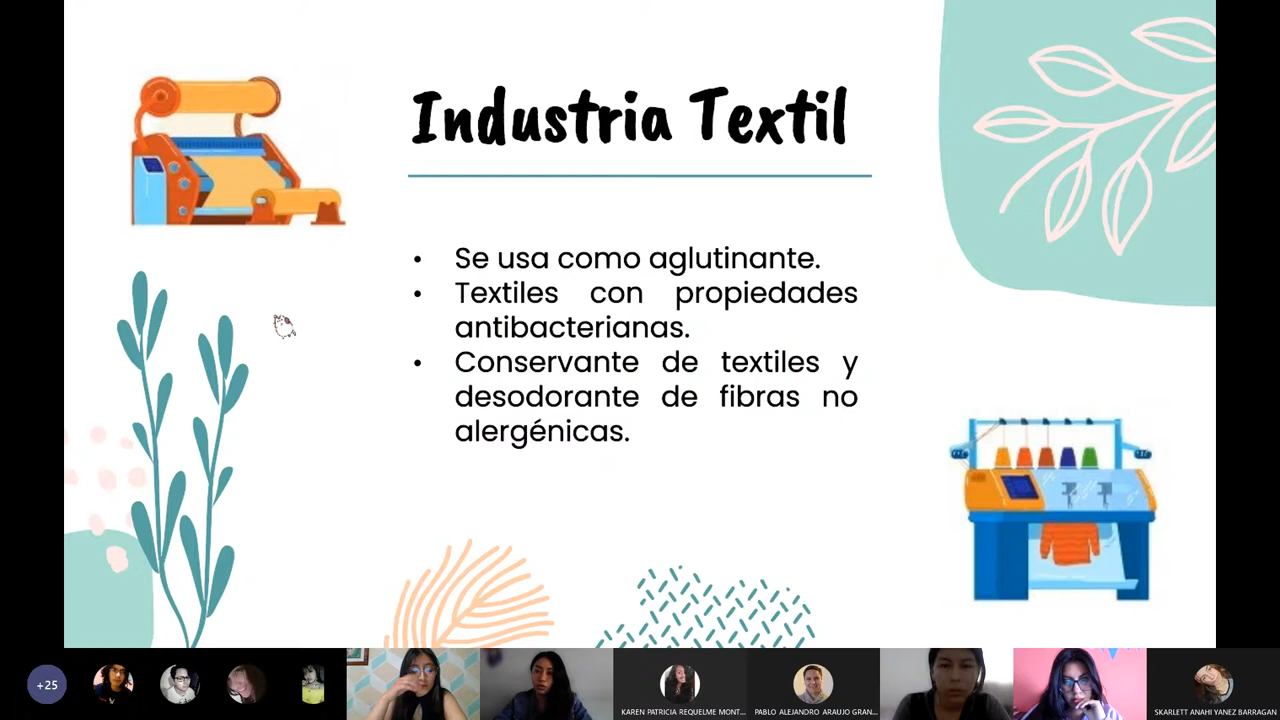 Industria Textil
• Se usa como aglutinante.
• Textiles con propiedades
antibacterianas.
• Conservante de textiles y
desodorante de fibras no
alergénicas.
+25
KAREN PATRICIA REQUELME MONT...
PABLO ALEJANDRO ARAUJO GRAN...
SKARLETT ANAHI YANEZ BARRAGAN